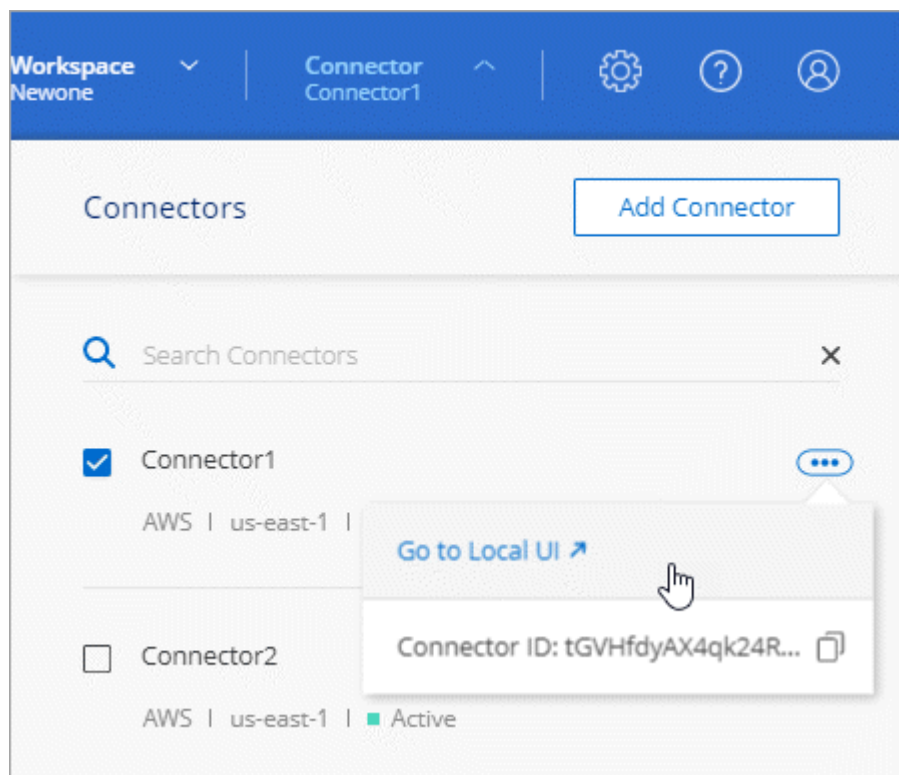 Workspace
Newone
Connector
Connector1
Connectors
Add Connector
Search Connectors
Connector1
AWS | us-east-1 |
Go to Local UI
Connector ID: tGVHfdyAX4qk24R...
Connector2
AWS | us-east-1 | Active